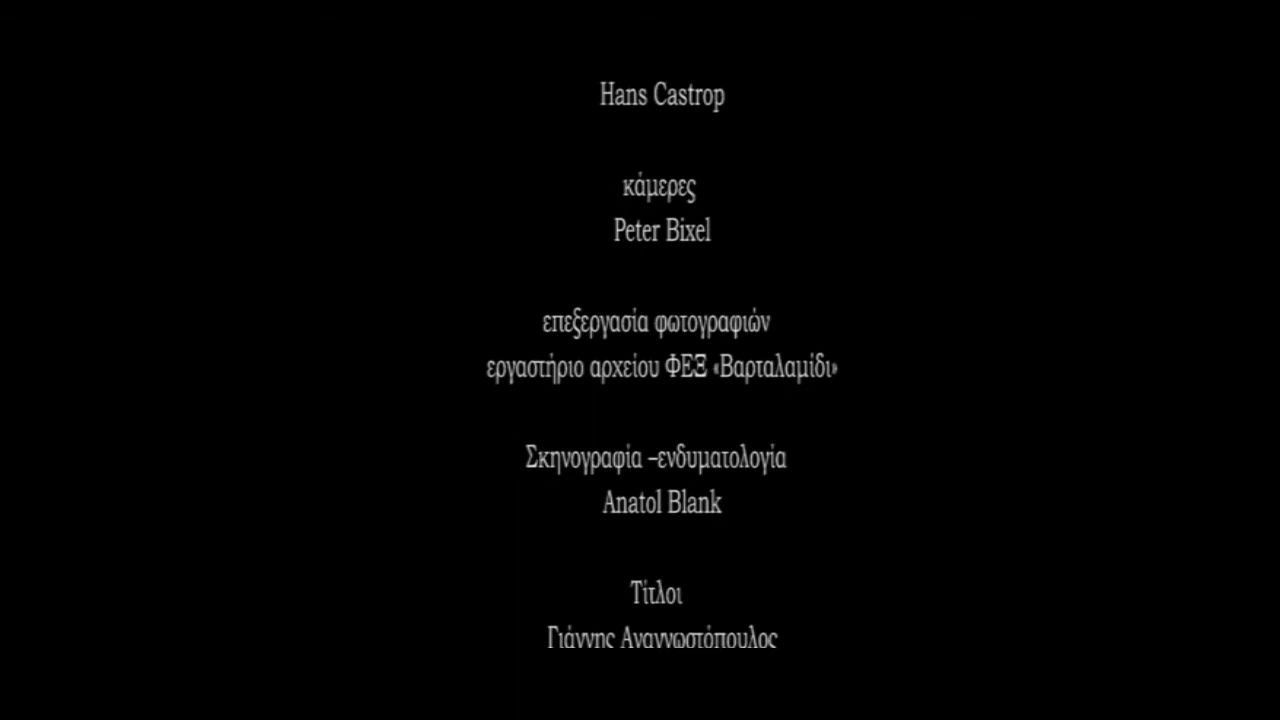 Hans Castrop
κάμερες
Peter Bixel
επεξεργασία φωτογραφιών
εργαστήριο αρχείου ΦΕΞ «Βαρταλαμίδι»
Σκηνογραφία –ενδυματολογία
Anatol Blank
Τίτλοι
Γιάννης Αναγνωστόπουλος